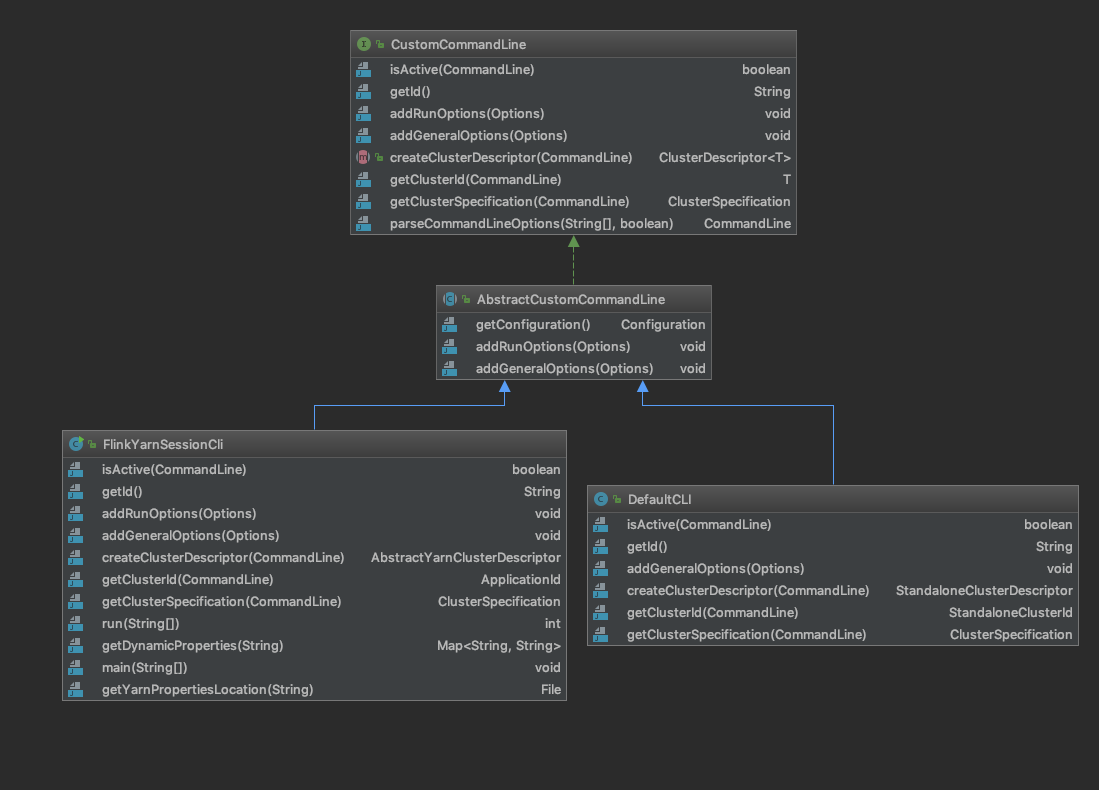 CustomCommandLine
isActive(CommandLine) boolean
getId() String
addRunOptions(Options) void
addGeneralOptions(Options) void
createClusterDescriptor(CommandLine) ClusterDescriptor<T>
getClusterId(CommandLine) T
getClusterSpecification(CommandLine) ClusterSpecification
parseCommandLineOptions(String[], boolean) CommandLine
AbstractCustomCommandLine
getConfiguration() Configuration
addRunOptions(Options) void
addGeneralOptions(Options) void
FlinkYarnSessionCli
isActive(CommandLine) boolean
getId() String
addRunOptions(Options) void
addGeneralOptions(Options) void
createClusterDescriptor(CommandLine) AbstractYarnClusterDescriptor
getClusterId(CommandLine) ApplicationId
getClusterSpecification(CommandLine) ClusterSpecification
run(String[]) int
getDynamicProperties(String) Map<String, String>
main(String[]) void
getYarnPropertiesLocation(String) File
DefaultCLI
isActive(CommandLine) boolean
getId() String
addGeneralOptions(Options) void
createClusterDescriptor(CommandLine) StandaloneClusterDescriptor
getClusterId(CommandLine) StandaloneClusterId
getClusterSpecification(CommandLine) ClusterSpecification